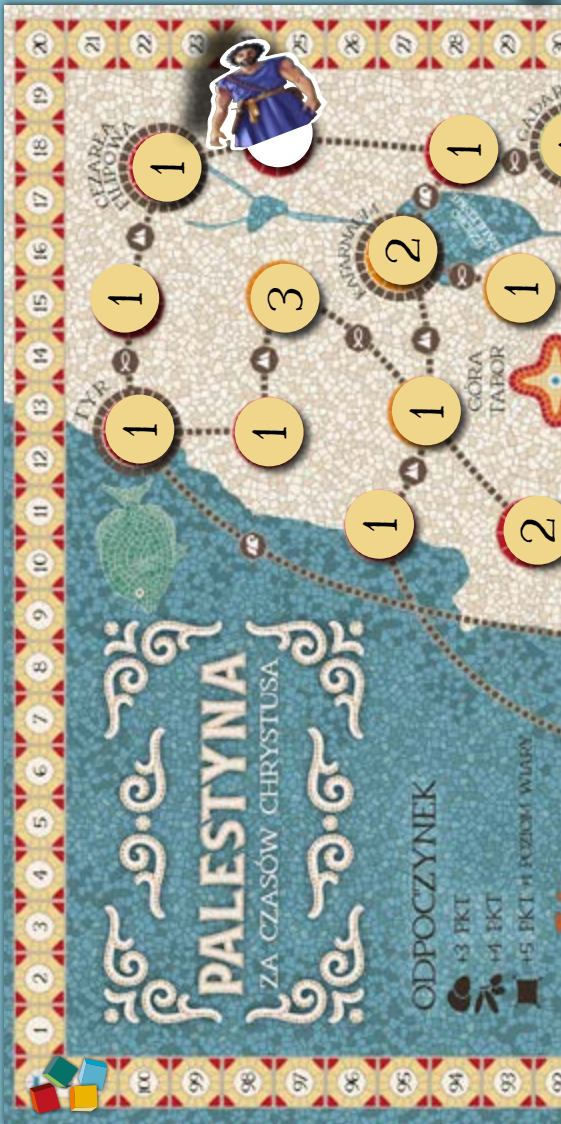 1 2 3 4 5 6 7 8 9 10 11 12 13 14 15 16 17 18 19 20
21
22
23
25
26
27
28
29
100
99
98
97
96
95
94
93
PALESTYNA
ZA CZASÓW CHRYSTUSA
ODPOCZYNEK
+3 PKT
+4 PKT
+5 PKT +1 POZIOM WIARY
TYR
CEZAREA
FILIPOWA
1
1
1
1
3
1
1
2
1
2
1
GÓRA
TABOR